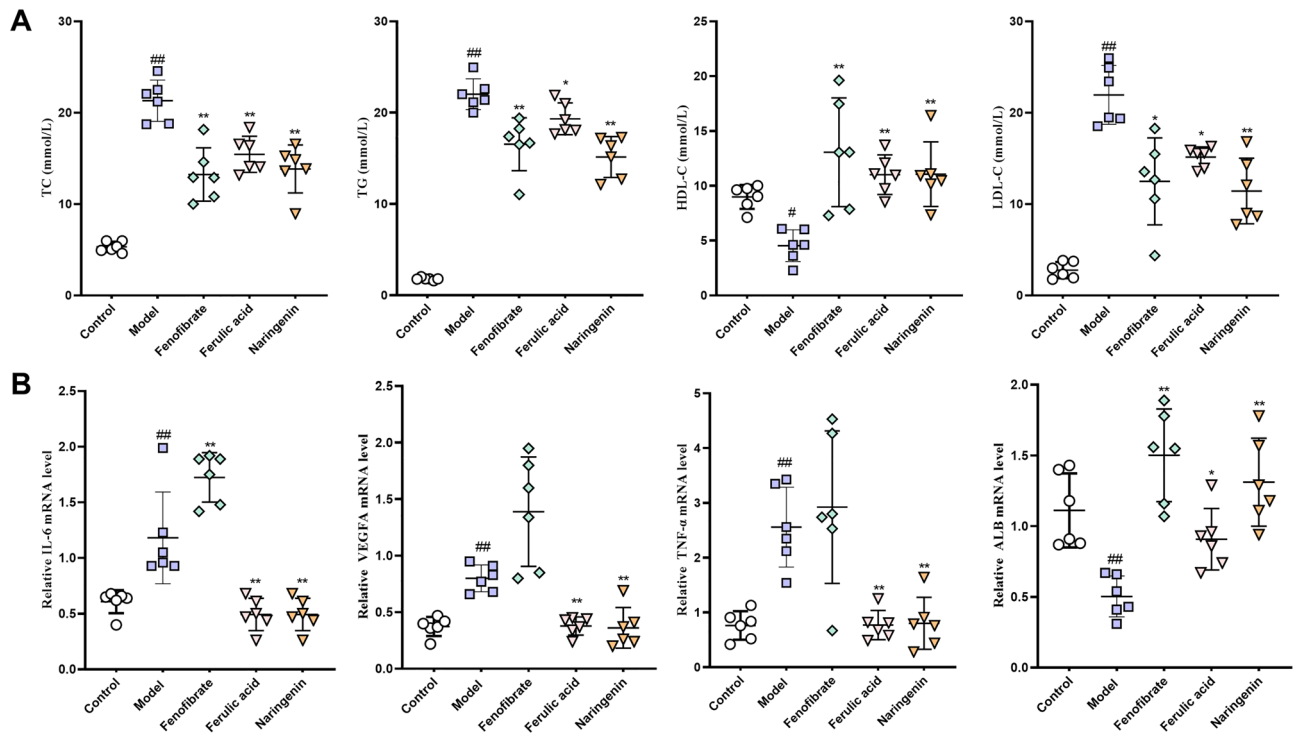 A
TC (mmol/L)
30
20
10
0
##
**
**
**
Control
Model
Fenofibrate
Ferulic acid
Naringenin
TG (mmol/L)
30
20
10
0
##
**
*
**
Control
Model
Fenofibrate
Ferulic acid
Naringenin
HDL-C (mmol/L)
25
20
15
10
5
0
#
**
**
**
Control
Model
Fenofibrate
Ferulic acid
Naringenin
LDL-C (mmol/L)
30
20
10
0
##
*
*
**
Control
Model
Fenofibrate
Ferulic acid
Naringenin
B
Relative IL-6 mRNA level
2.5
2.0
1.5
1.0
0.5
0.0
##
**
**
**
Control
Model
Fenofibrate
Ferulic acid
Naringenin
Relative VEGFA mRNA level
2.5
2.0
1.5
1.0
0.5
0.0
##
**
**
Control
Model
Fenofibrate
Ferulic acid
Naringenin
Relative TNF-α mRNA level
5
4
3
2
1
0
##
**
**
Control
Model
Fenofibrate
Ferulic acid
Naringenin
Relative ALB mRNA level
2.0
1.5
1.0
0.5
0.0
##
**
*
**
Control
Model
Fenofibrate
Ferulic acid
Naringenin